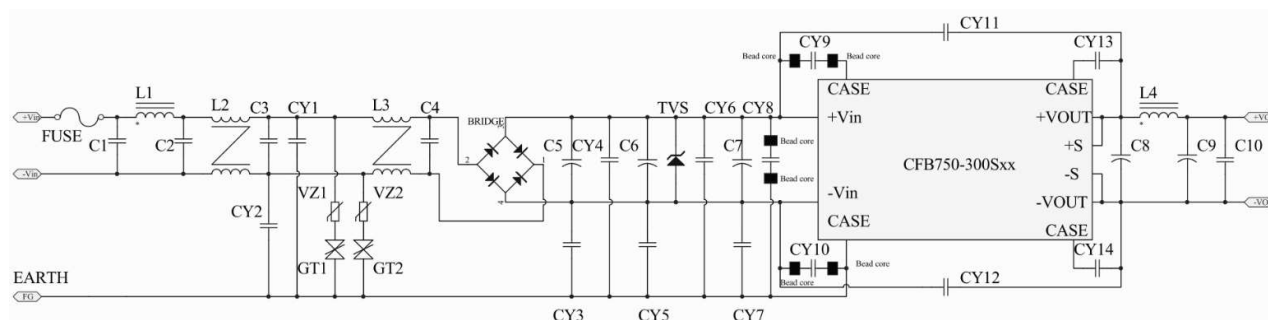 CY11
CY9
CY13
Bead core
Bead core
L1
L2
C3
CY1
L3
C4
TVS
CY6
CY8
CASE
CASE
BRIDGE
+Vin
FUSE
+Vin
+VOUT
L4
C1
C2
2
1
C5
CY4
C6
C7
Bead core
+S
C8
C9
C10
CFB750-300Sxx
-S
-Vin
VZ1
VZ2
Bead core
4
-Vin
-VOUT
CY2
CASE
CASE
GT1
GT2
CY10
Bead core
CY14
EARTH
Bead core
CY12
FG
CY3
CY5
CY7